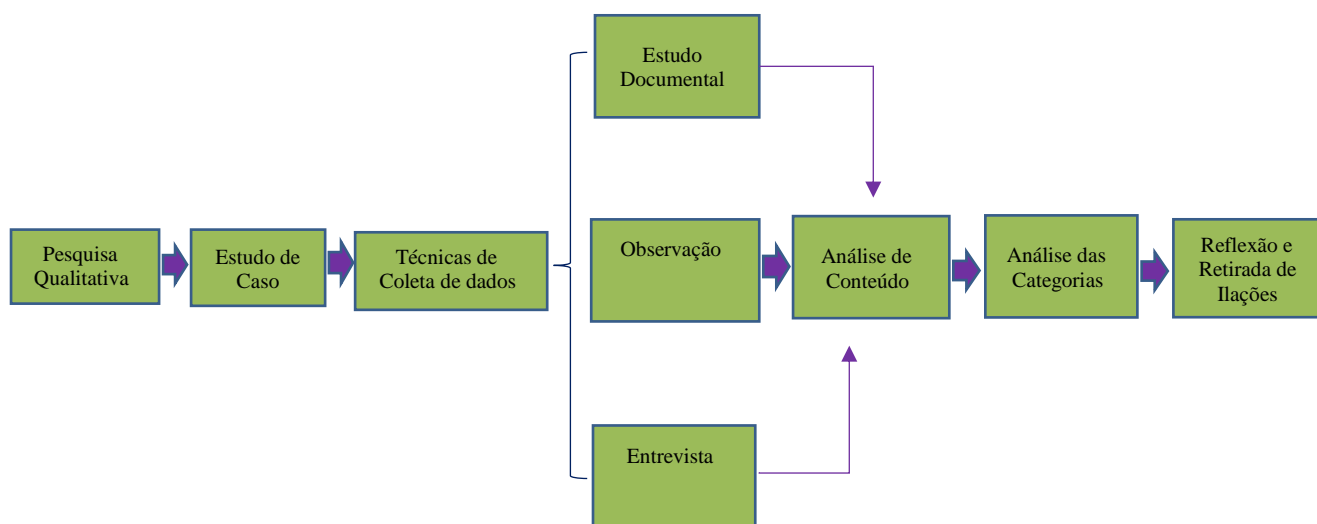 Pesquisa
Qualitativa
Estudo de
Caso
Técnicas de
Coleta de dados
Estudo
Documental
Observação
Entrevista
Análise de
Conteúdo
Análise das
Categorias
Reflexão e
Retirada de
Ilações